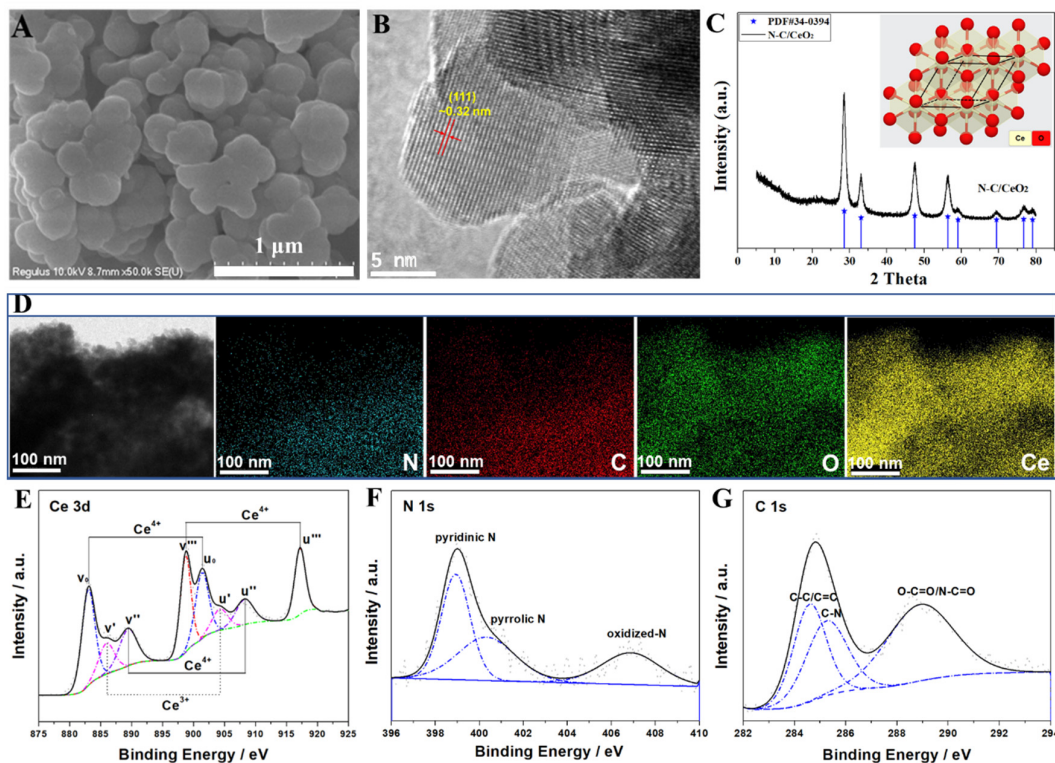 A
1 μm
Regulus 10.0kV 8.7mm x50.0k SE(U)
B
(111)
~0.32 nm
5 nm
C
PDF#34-0394
N-C/CeO₂
Intensity (a.u.)
Ce O
N-C/CeO₂
0 10 20 30 40 50 60 70 80
2 Theta
D
100 nm
100 nm N
100 nm C
100 nm O
100 nm Ce
E
Ce 3d
Ce⁴⁺
Ce⁴⁺
v₀
v'
v''
v'''
u₀
u'
u''
u'''
Ce⁴⁺
Ce³⁺
Intensity / a.u.
875 880 885 890 895 900 905 910 915 920 925
Binding Energy / eV
F
N 1s
pyridinic N
pyrrolic N
oxidized-N
Intensity / a.u.
396 398 400 402 404 406 408 410
Binding Energy / eV
G
C 1s
C-C/C=C
C-N
O-C=O/N-C=O
Intensity / a.u.
282 284 286 288 290 292 294
Binding Energy / eV